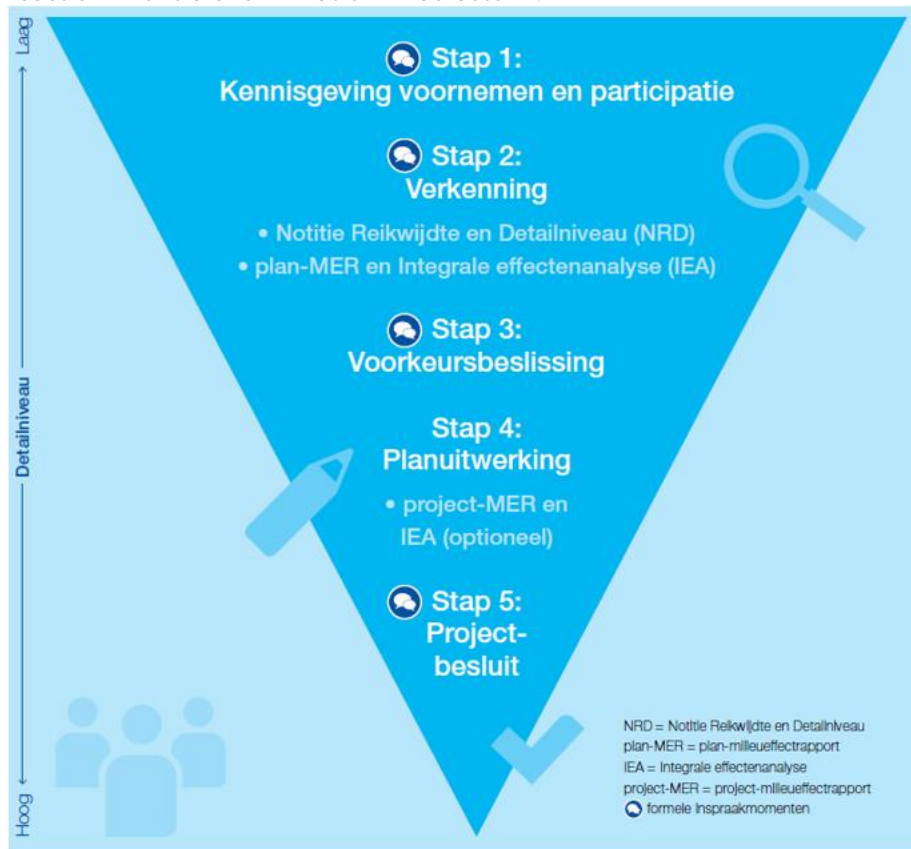 Laag
Stap 1:
Kennisgeving voornemen en participatie
Stap 2:
Verkenning
• Notitie Reikwijdte en Detailniveau (NRD)
• plan-MER en Integrale effectenanalyse (IEA)
Stap 3:
Voorkeursbeslissing
Detailniveau
Stap 4:
Planuitwerking
• project-MER en
IEA (optioneel)
Stap 5:
Project-
besluit
NRD = Notitie Reikwijdte en Detailniveau
plan-MER = plan-milieueffectrapport
IEA = Integrale effectenanalyse
project-MER = project-milieueffectrapport
formele inspraakmomenten
Hoog